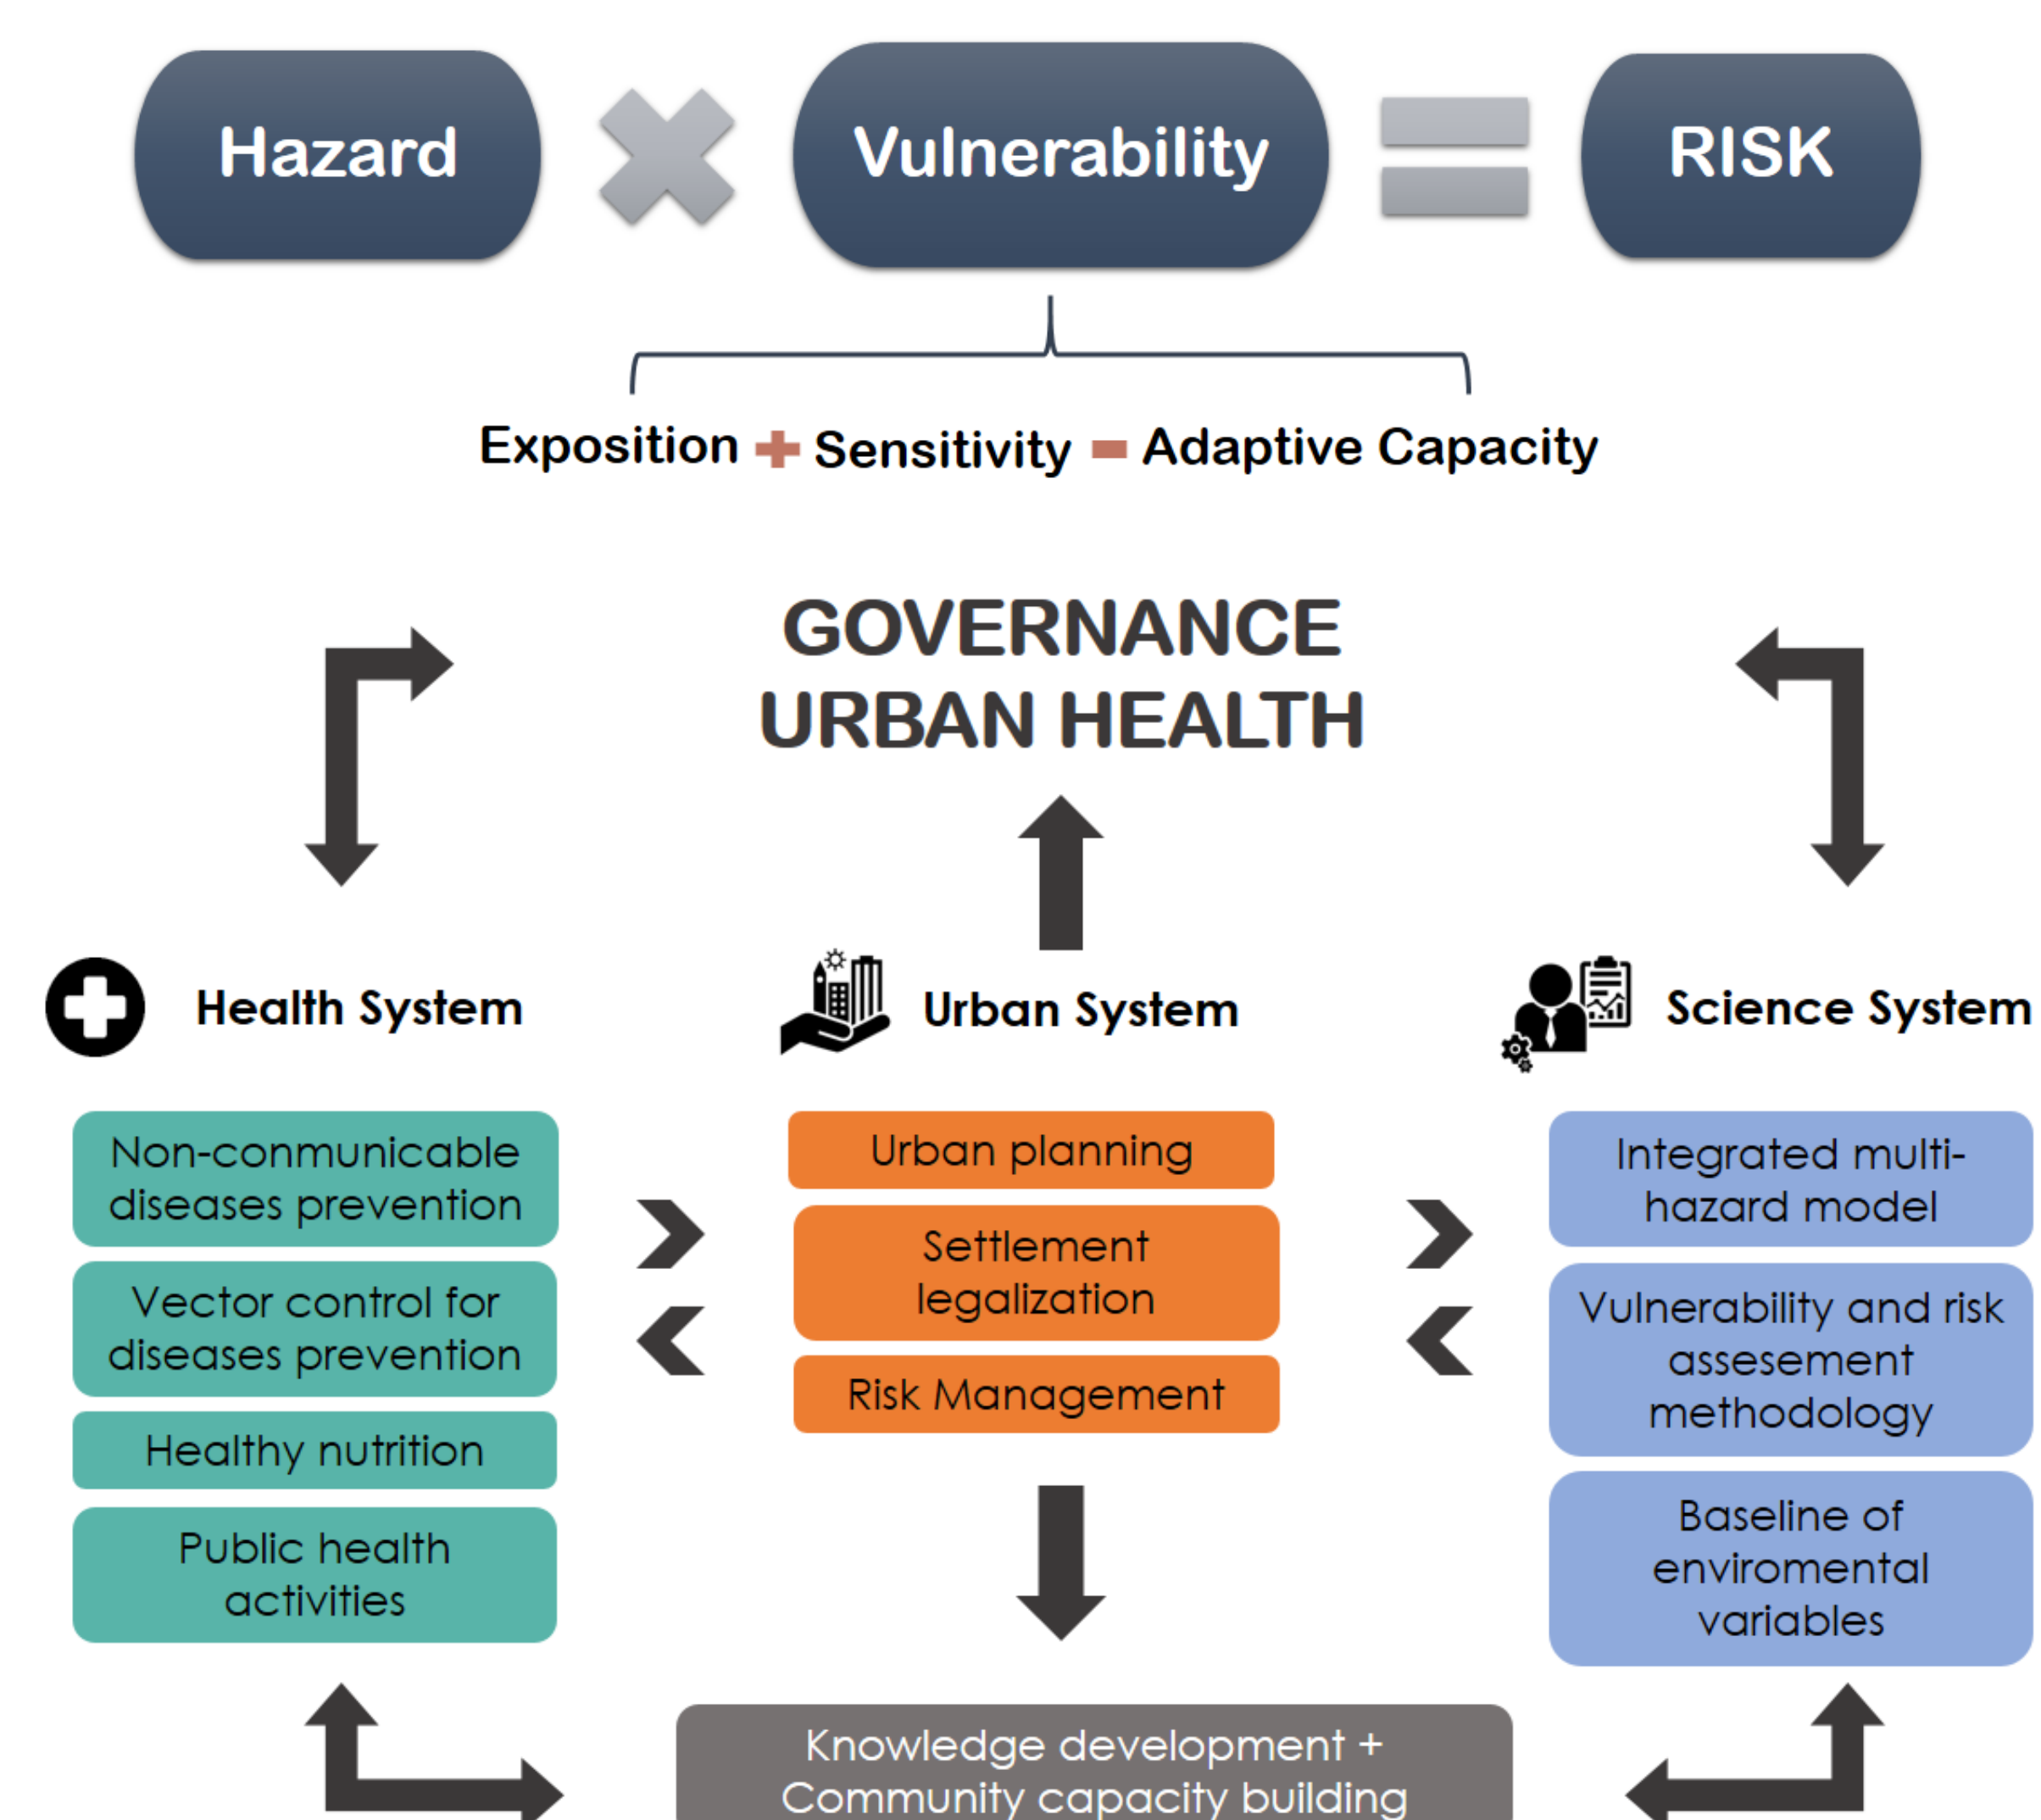 Hazard
Vulnerability
RISK
Exposition + Sensitivity - Adaptive Capacity
GOVERNANCE
URBAN HEALTH
Health System
Urban System
Science System
Non-conmunicable
diseases prevention
Vector control for
diseases prevention
Healthy nutrition
Public health
activities
Urban planning
Settlement
legalization
Risk Management
Integrated multi-
hazard model
Vulnerability and risk
assesement
methodology
Baseline of
enviromental
variables
Knowledge development +
Community capacity building